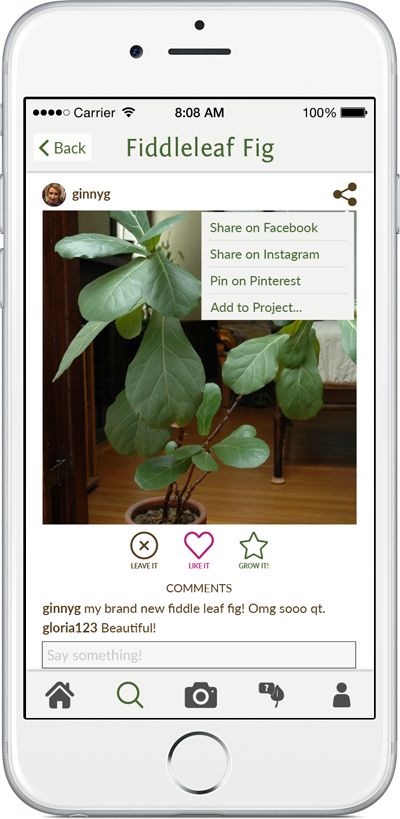 Carrier 8:08 AM 100%
Back Fiddleleaf Fig
ginnyg
Share on Facebook
Share on Instagram
Pin on Pinterest
Add to Project...
LEAVE IT LIKE IT GROW IT!
COMMENTS
ginnyg my brand new fiddle leaf fig! Omg sooo qt.
gloria123 Beautiful!
Say something!
?